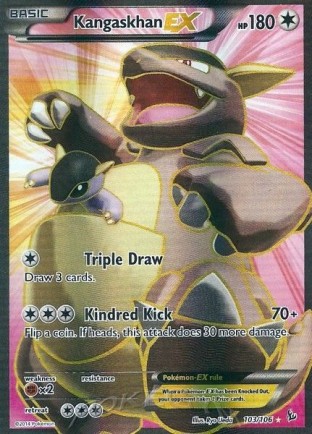 BASIC
Kangaskhan EX HP 180
Triple Draw
Draw 3 cards.
Kindred Kick 70+
Flip a coin. If heads, this attack does 30 more damage.
Pokémon-EX rule
weakness resistance
×2
When a Pokémon-EX has been Knocked Out, your opponent takes 2 Prize cards.
retreat
Illus. Ryo Ueda 103/106
©2014 Pokémon